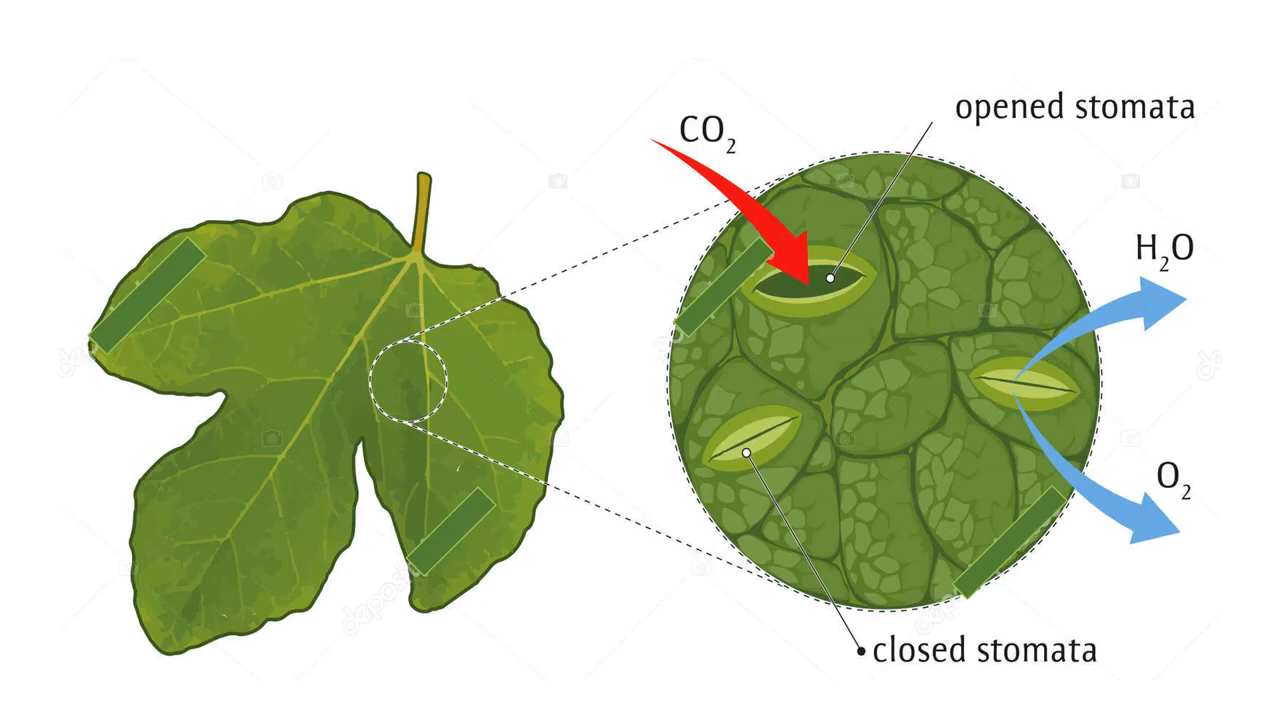 opened stomata
CO₂
H₂O
O₂
closed stomata